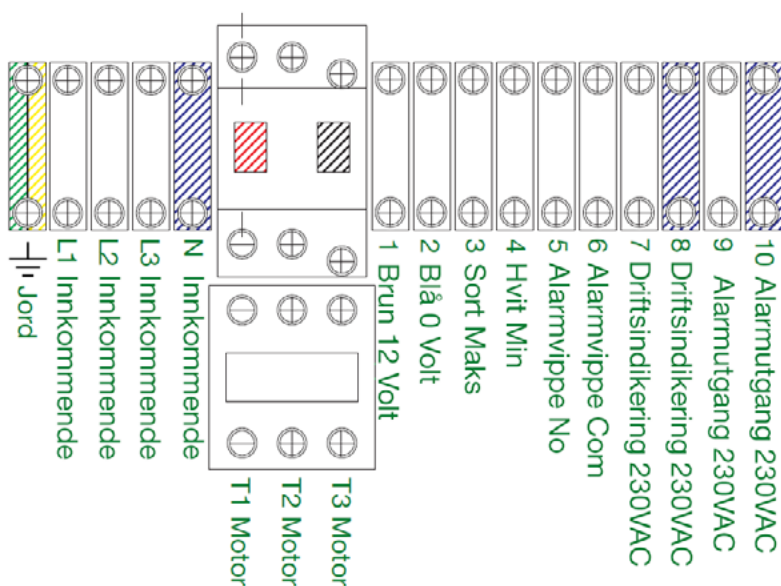 Jord
L1 Innkommende
L2 Innkommende
L3 Innkommende
N Innkommende
T1 Motor
T2 Motor
T3 Motor
1 Brun 12 Volt
2 Blå 0 Volt
3 Sort Maks
4 Hvit Min
5 Alarmvippe No
6 Alarmvippe Com
7 Driftsindikering 230VAC
8 Driftsindikering 230VAC
9 Alarmutgang 230VAC
10 Alarmutgang 230VAC